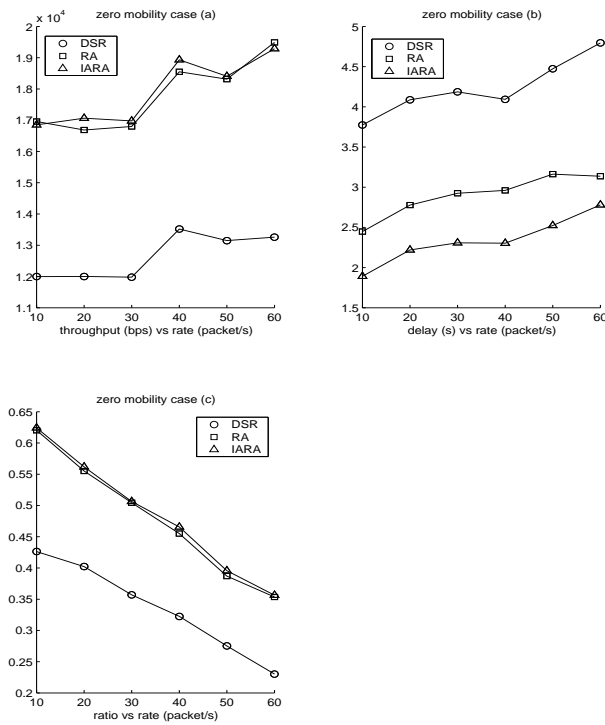 x 10^4
zero mobility case (a)
2
1.9
1.8
1.7
1.6
1.5
1.4
1.3
1.2
1.1
DSR
RA
IARA
10 20 30 40 50 60
throughput (bps) vs rate (packet/s)
zero mobility case (b)
5
4.5
4
3.5
3
2.5
2
1.5
DSR
RA
IARA
10 20 30 40 50 60
delay (s) vs rate (packet/s)
zero mobility case (c)
0.65
0.6
0.55
0.5
0.45
0.4
0.35
0.3
0.25
0.2
DSR
RA
IARA
10 20 30 40 50 60
ratio vs rate (packet/s)